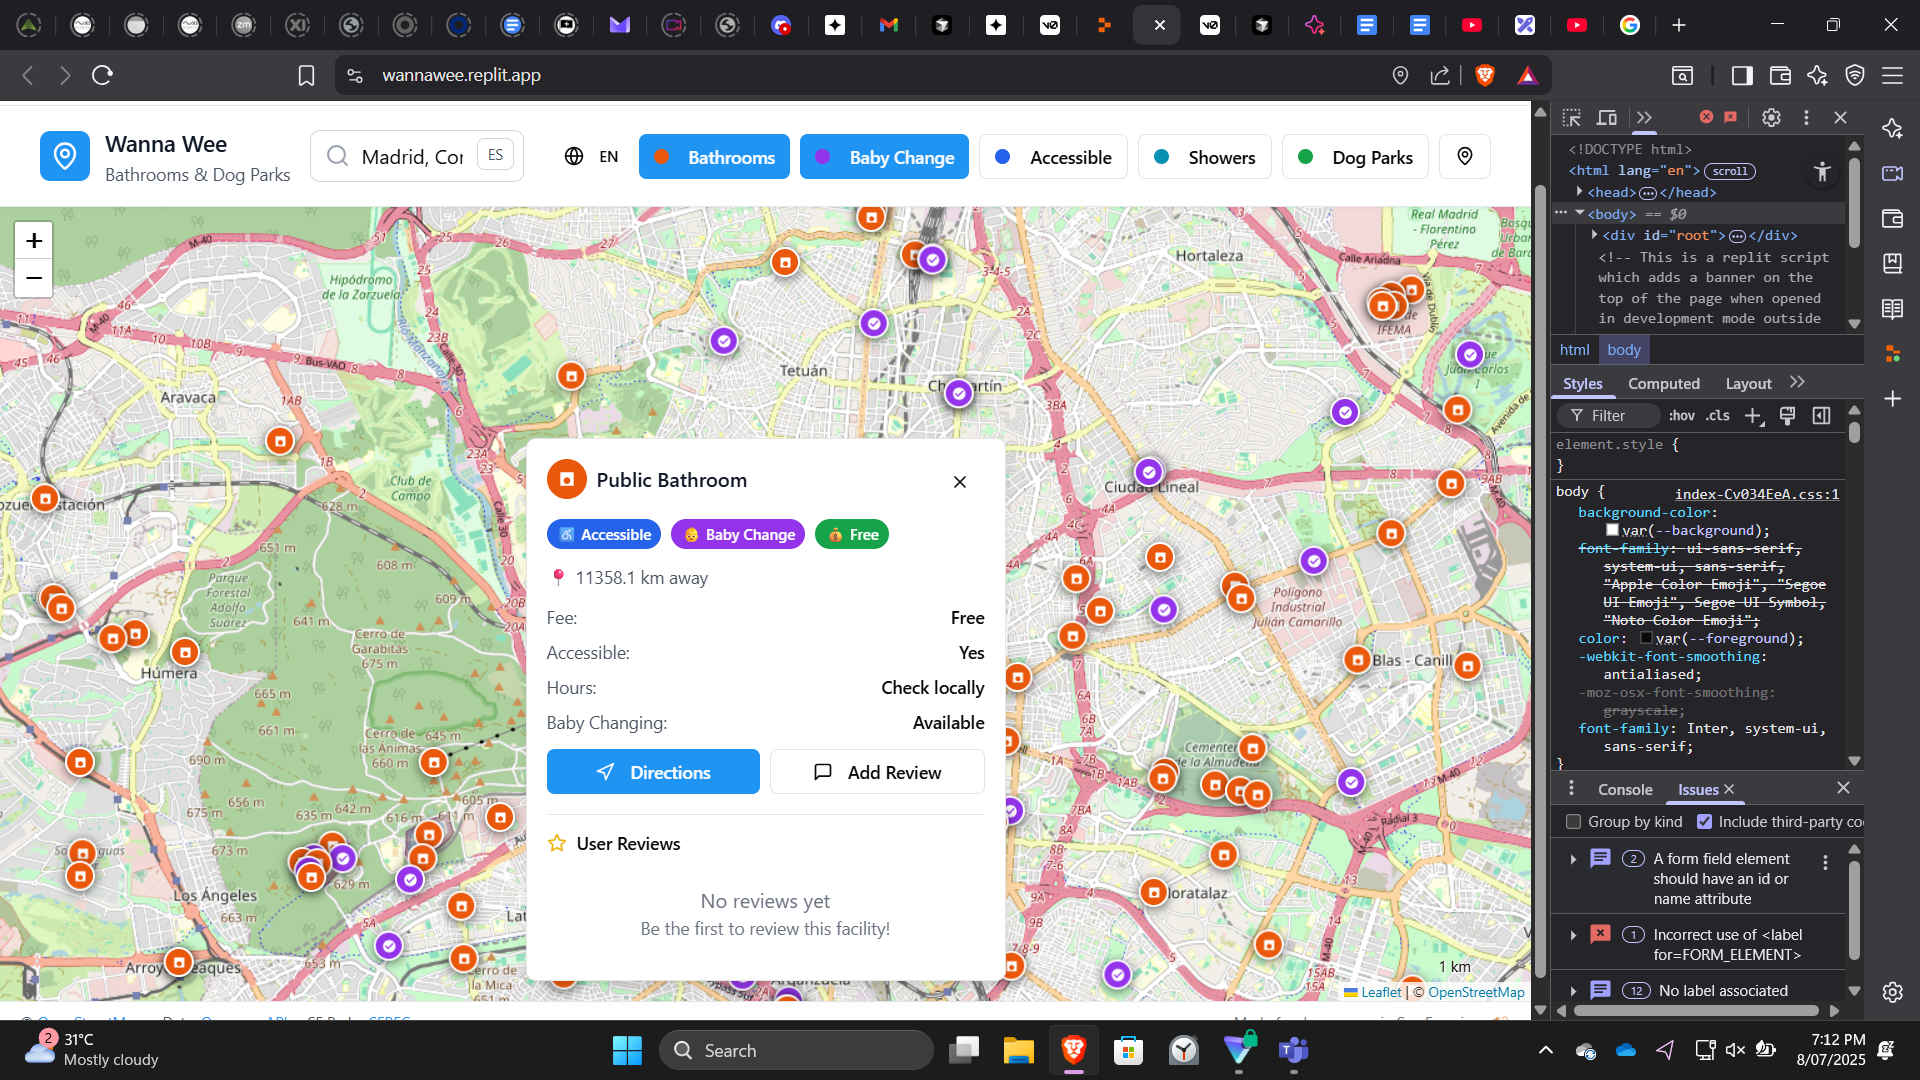 wannawee.replit.app
Wanna Wee
Bathrooms & Dog Parks
Madrid, Cor
ES
EN
Bathrooms
Baby Change
Accessible
Showers
Dog Parks
+
−
Hipódromo
de la Zarzuela
Aravaca
Tetuán
Hortaleza
Real Madrid
- Florentino
Pérez
Calle Ariadna
IFEMA
Club de
Campo
Ciudad Lineal
Parque
Forestal
Adolfo
Suárez
Cerro de
Garabitas
675 m
Húmera
Cerro de
las Ánimas
660 m
Polígono
Industrial
Julián Camarillo
Los Ángeles
Public Bathroom
Accessible
Baby Change
Free
11358.1 km away
Fee:
Free
Accessible:
Yes
Hours:
Check locally
Baby Changing:
Available
Directions
Add Review
User Reviews
No reviews yet
Be the first to review this facility!
1 km
Leaflet | © OpenStreetMap
<!DOCTYPE html>
<html lang="en"> scroll
<head> </head>
<body> == $0
<div id="root"> </div>
<!-- This is a replit script
which adds a banner on the
top of the page when opened
in development mode outside
html
body
Styles
Computed
Layout
Filter
:hov
.cls
element.style {
}
body {
index-Cv034EeA.css:1
background-color:
var(--background);
font-family: ui-sans-serif,
system-ui, sans-serif,
"Apple Color Emoji", "Segoe
UI Emoji", Segoe UI Symbol,
"Noto Color Emoji";
color: var(--foreground);
-webkit-font-smoothing:
antialiased;
-moz-osx-font-smoothing:
grayscale;
font-family: Inter, system-ui,
sans-serif;
}
Console
Issues
Group by kind
Include third-party coo
2
A form field element
should have an id or
name attribute
1
Incorrect use of <label
for=FORM_ELEMENT>
12
No label associated
2
31°C
Mostly cloudy
Search
7:12 PM
8/07/2025